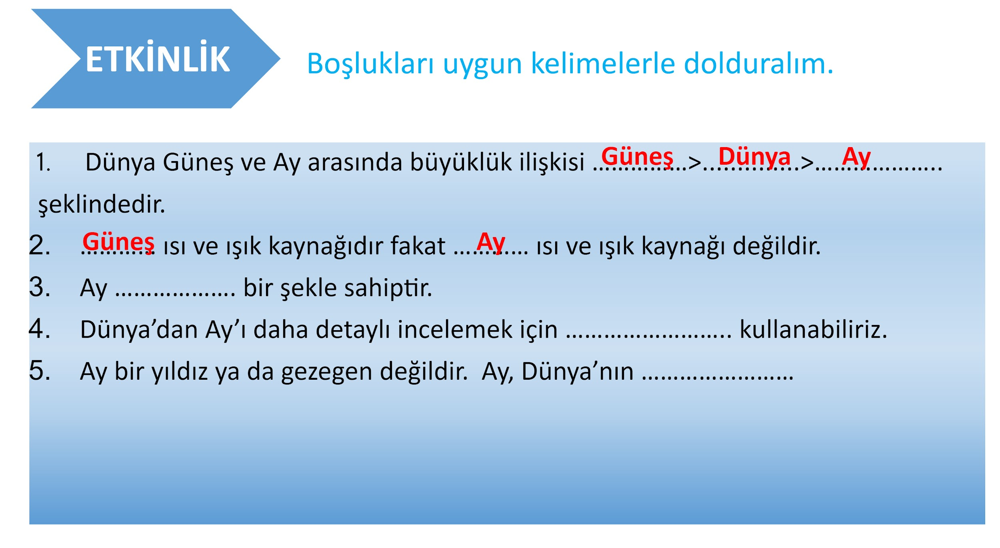 ETKİNLİK
Boşlukları uygun kelimelerle dolduralım.
1. Dünya Güneş ve Ay arasında büyüklük ilişkisi ……Güneş……>……Dünya……>……Ay……………
şeklindedir.
2. …Güneş… ısı ve ışık kaynağıdır fakat ……Ay…… ısı ve ışık kaynağı değildir.
3. Ay ………………. bir şekle sahiptir.
4. Dünya’dan Ay’ı daha detaylı incelemek için …………………….. kullanabiliriz.
5. Ay bir yıldız ya da gezegen değildir. Ay, Dünya’nın ……………………